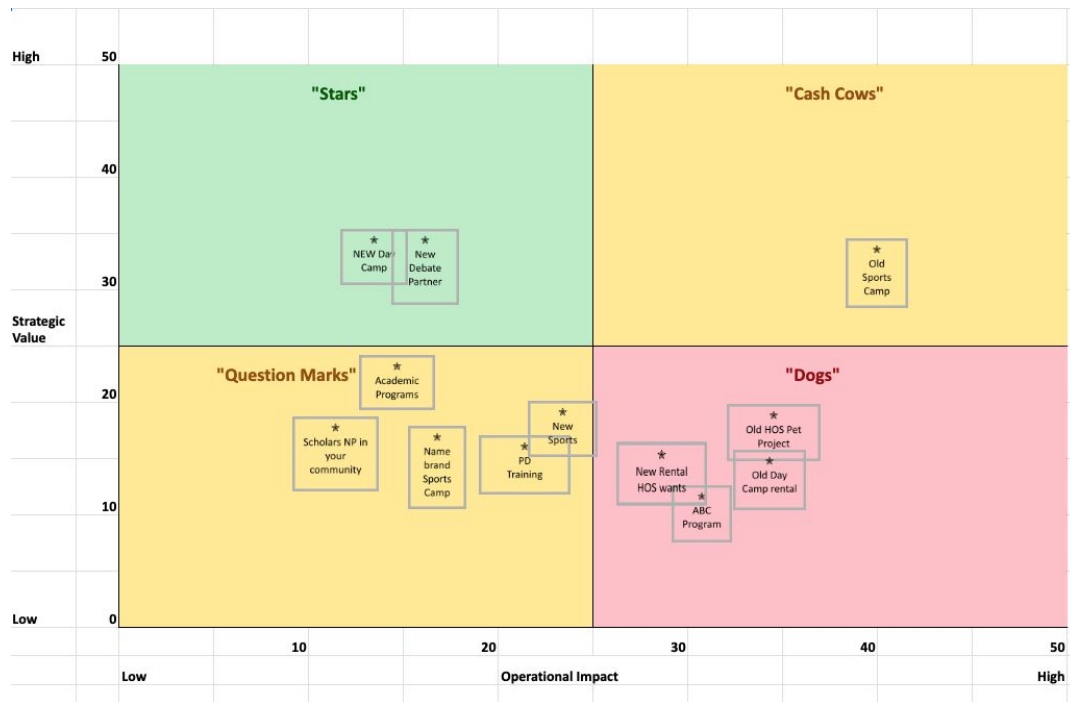 High
50
"Stars"
"Cash Cows"
40
*
NEW Day
Camp
*
New
Debate
Partner
*
Old
Sports
Camp
30
Strategic
Value
"Question Marks"
"Dogs"
20
*
Academic
Programs
*
Scholars NP in
your
community
*
Name
brand
Sports
Camp
*
New
Sports
*
PD
Training
*
New Rental
HOS wants
*
ABC
Program
*
Old HOS Pet
Project
*
Old Day
Camp rental
10
Low
0
10
20
30
40
50
Low
Operational Impact
High